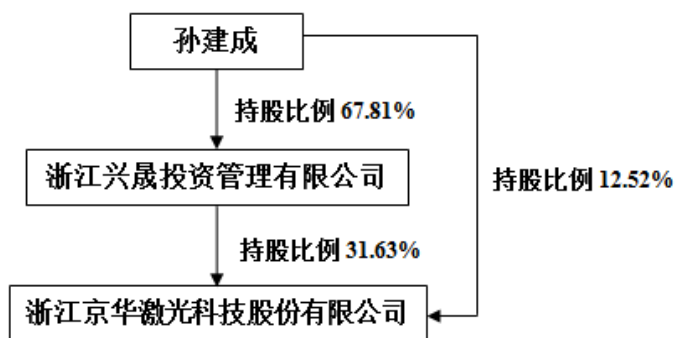 孙建成
持股比例 67.81%
浙江兴晟投资管理有限公司
持股比例 12.52%
持股比例 31.63%
浙江京华激光科技股份有限公司